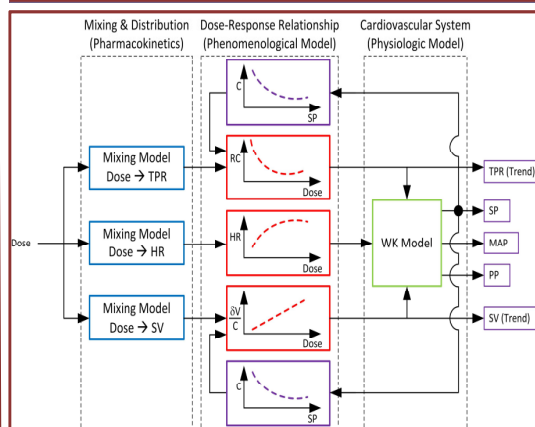 Mixing & Distribution
(Pharmacokinetics)
Dose-Response Relationship
(Phenomenological Model)
Cardiovascular System
(Physiologic Model)
C
SP
Mixing Model
Dose → TPR
RC
Dose
TPR (Trend)
SP
Dose
Mixing Model
Dose → HR
HR
Dose
WK Model
MAP
PP
Mixing Model
Dose → SV
δV
C
Dose
SV (Trend)
C
SP